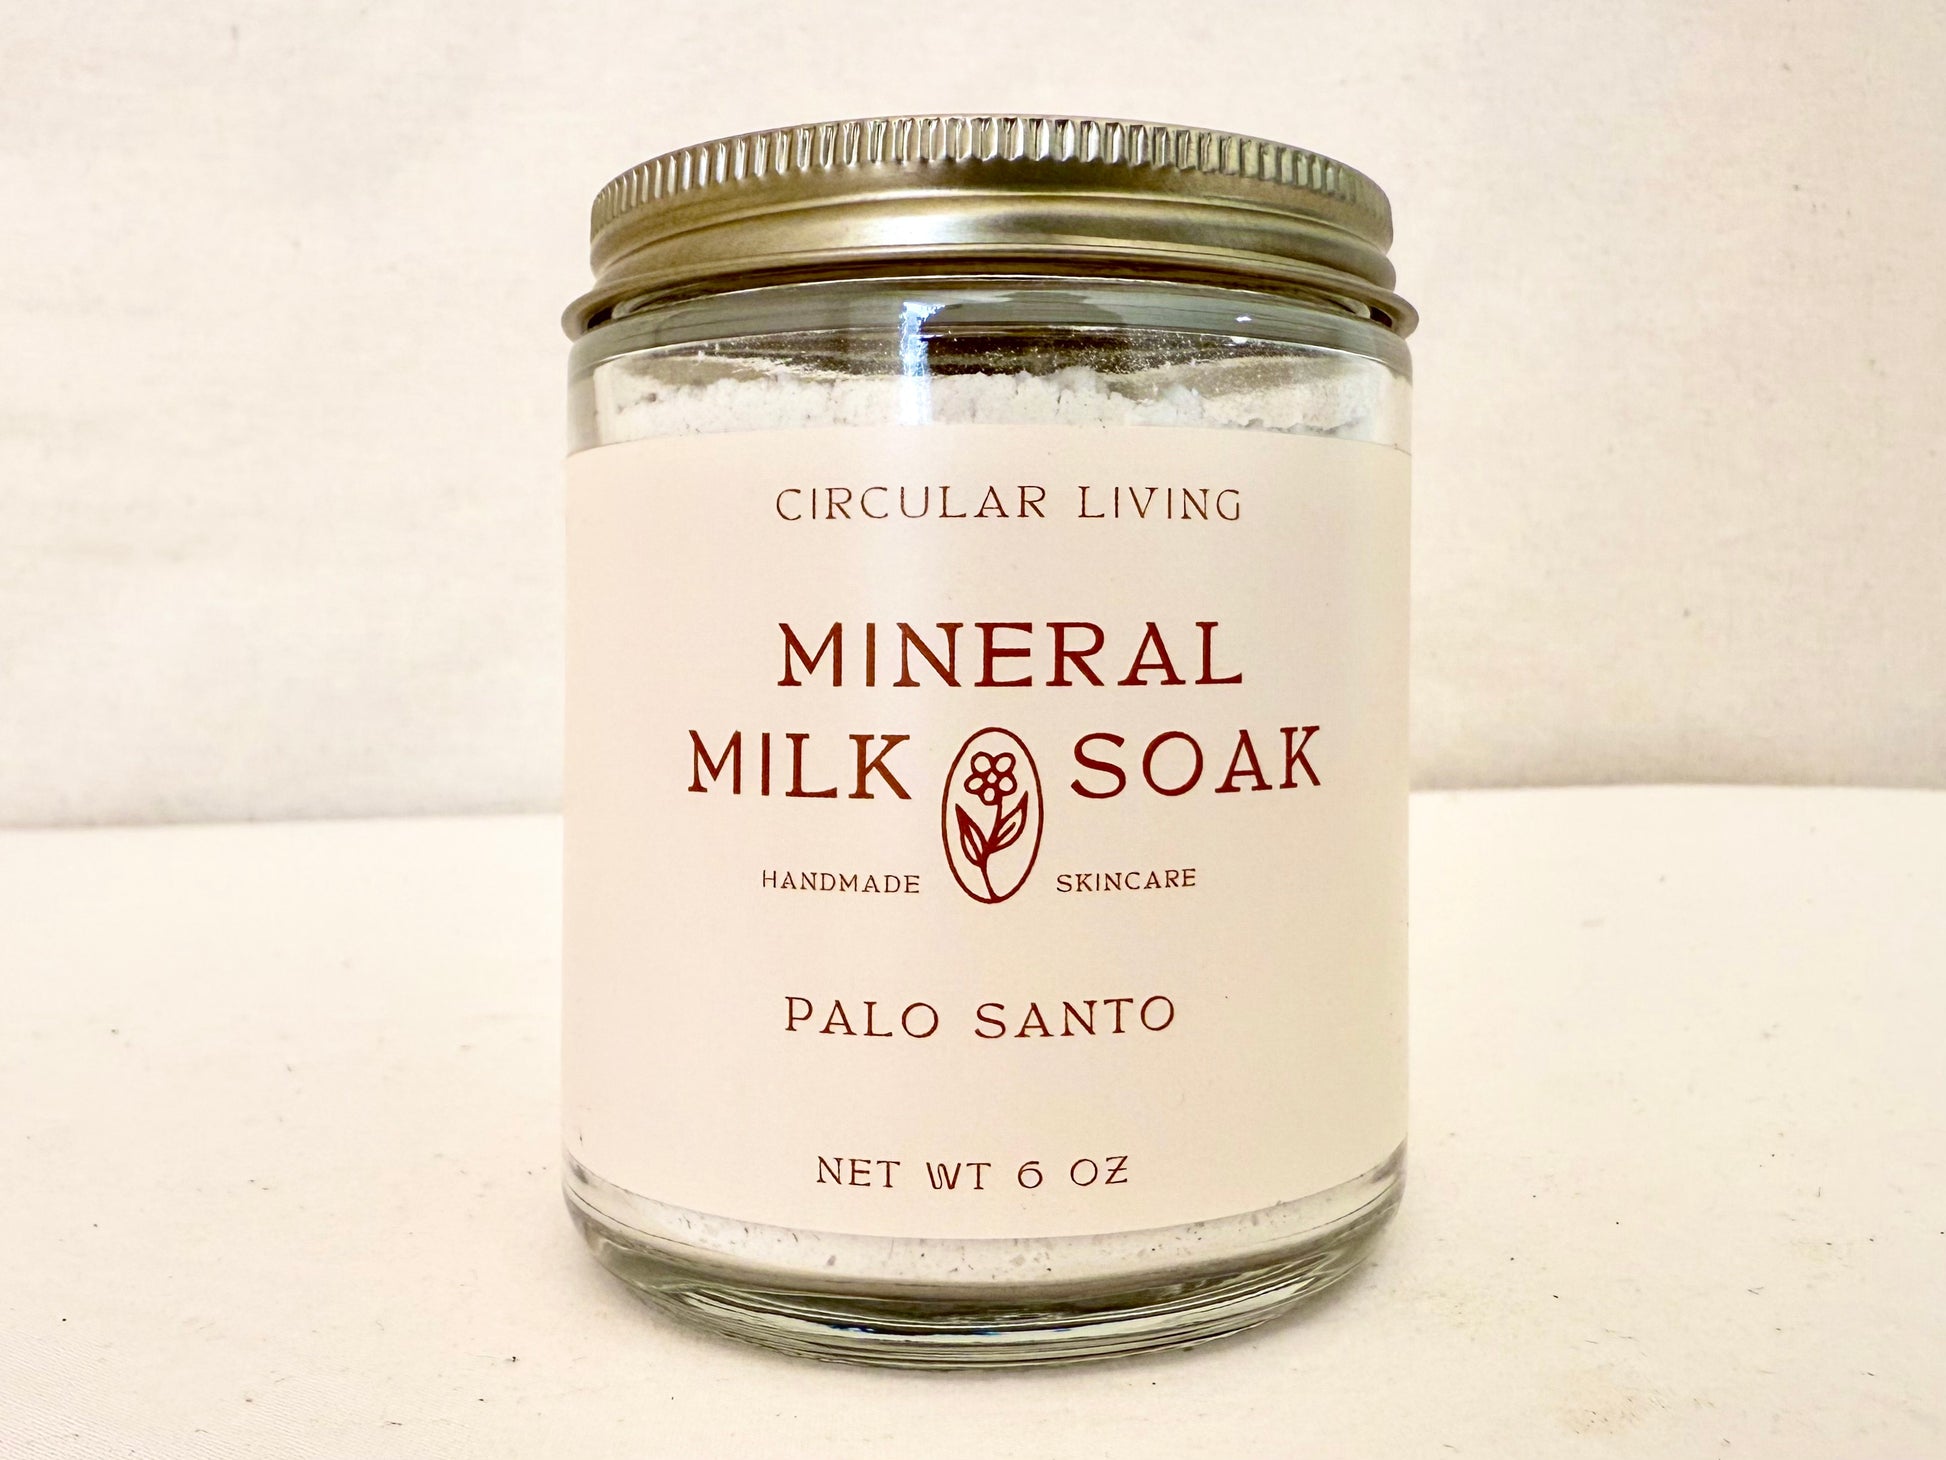 CIRCULAR LIVING
MINERAL
MILK SOAK
HANDMADE SKINCARE
PALO SANTO
NET WT 6 OZ